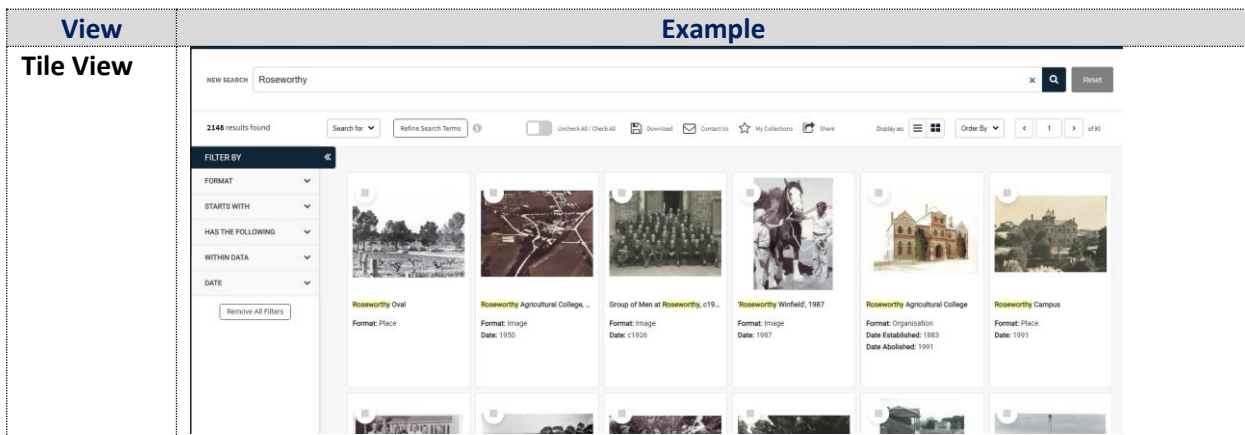 View Example
Tile View
NEW SEARCH Roseworthy × Reset
2148 results found Search for Refine Search Terms Uncheck All / Check All Download Contact Us My Collections Share Display as: Order By < 1 > of 90
FILTER BY «
FORMAT
STARTS WITH
HAS THE FOLLOWING
WITHIN DATA
DATE
Remove All Filters
Roseworthy Oval
Format: Place
Roseworthy Agricultural College, ...
Format: Image
Date: 1950
Group of Men at Roseworthy, c19...
Format: Image
Date: c1926
'Roseworthy Winfield', 1987
Format: Image
Date: 1987
Roseworthy Agricultural College
Format: Organisation
Date Established: 1883
Date Abolished: 1991
Roseworthy Campus
Format: Place
Date: 1991